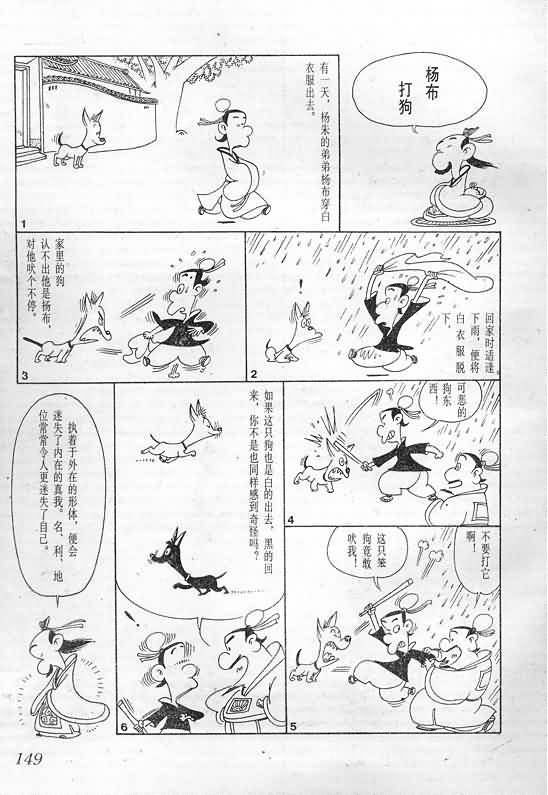 杨布
打狗
有一天，杨朱的弟弟杨布穿白
衣服出去。
1
回家时适逢
下雨，便将
白衣服脱
下。
！
2
家里的狗
认不出他是杨布，
对他吠个不停。
3
可恶的
狗东
西！
4
不要打它
啊！
这只笨
狗竟敢
吠我！
5
如果这只狗也是白的出去，黑的回
来，你不是也同样感到奇怪吗？
6
执着于外在的形体，便会
迷失了内在的真我。名、利、地
位常常令人更迷失了自己。
149